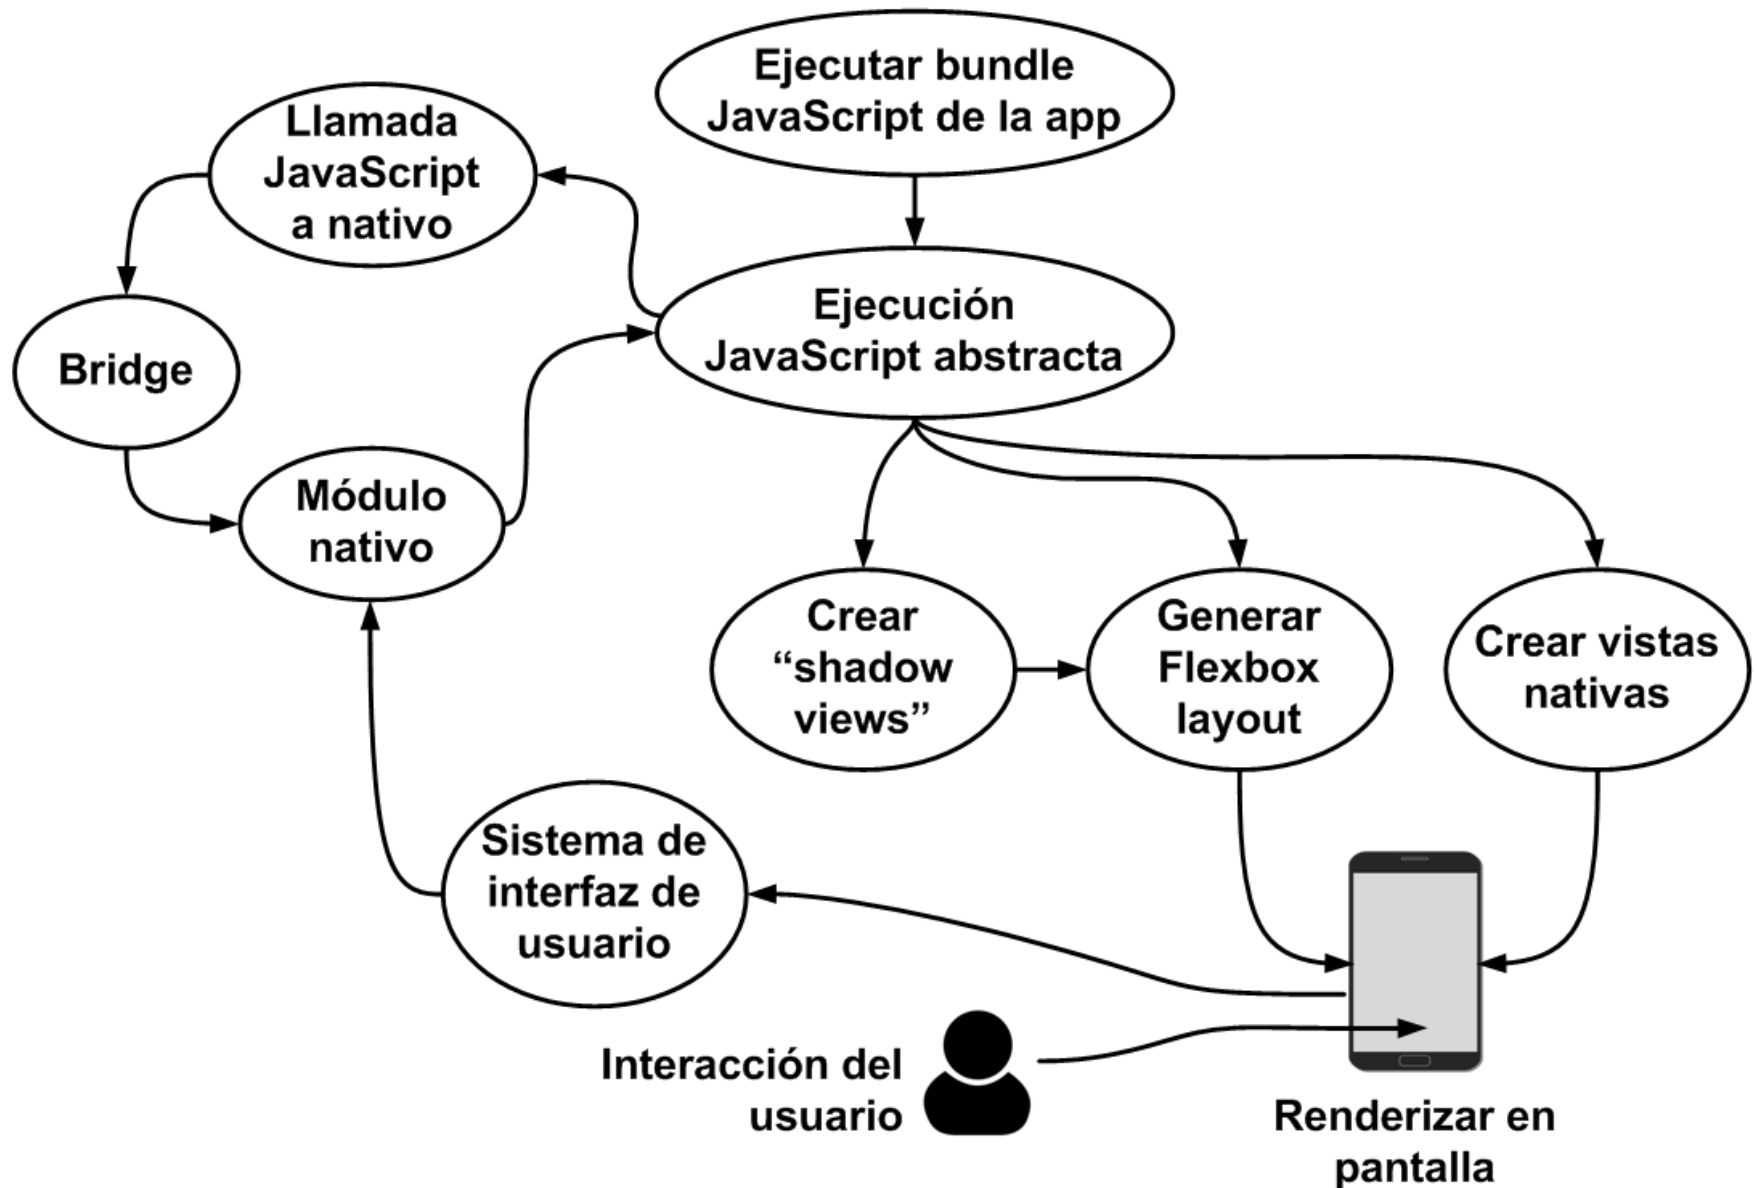 Ejecutar bundle
JavaScript de la app
Llamada
JavaScript
a nativo
Ejecución
JavaScript abstracta
Bridge
Módulo
nativo
Crear
“shadow
views”
Generar
Flexbox
layout
Crear vistas
nativas
Sistema de
interfaz de
usuario
Interacción del
usuario
Renderizar en
pantalla